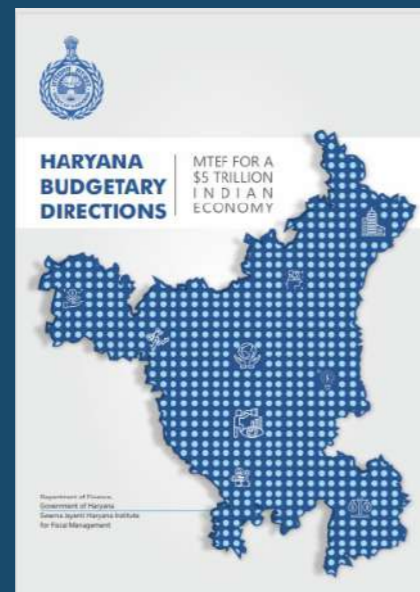 HARYANA
BUDGETARY
DIRECTIONS
MTEF FOR A
$5 TRILLION
INDIAN
ECONOMY
Department of Finance,
Government of Haryana
Swarna Jayanti Haryana Institute
for Fiscal Management